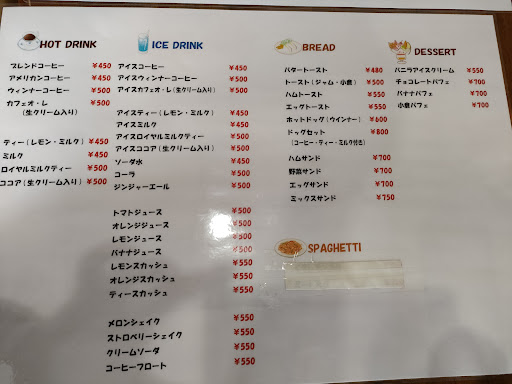 HOT DRINK
ブレンドコーヒー ¥450
アメリカンコーヒー ¥450
ウィンナーコーヒー ¥500
カフェオ・レ ¥500
(生クリーム入り)
ティー(レモン・ミルク) ¥450
ミルク ¥450
ロイヤルミルクティー ¥500
ココア(生クリーム入り) ¥500
ICE DRINK
アイスコーヒー ¥450
アイスウィンナーコーヒー ¥500
アイスカフェオ・レ(生クリーム入り) ¥500
アイスティー(レモン・ミルク) ¥500
アイスミルク ¥500
アイスロイヤルミルクティー ¥500
アイスココア(生クリーム入り) ¥500
ソーダ水 ¥500
コーラ ¥500
ジンジャーエール ¥500
トマトジュース ¥500
オレンジジュース ¥500
レモンジュース ¥500
バナナジュース ¥500
レモンスカッシュ ¥550
オレンジスカッシュ ¥550
ティースカッシュ ¥550
メロンシェイク ¥550
ストロベリーシェイク ¥550
クリームソーダ ¥550
コーヒーフロート ¥550
BREAD
バタートースト ¥480
トースト(ジャム・小倉) ¥500
ハムトースト ¥550
エッグトースト ¥550
ホットドッグ(ウインナー) ¥600
ドッグセット ¥800
(コーヒー・ティー・ミルク付き)
ハムサンド ¥700
野菜サンド ¥700
エッグサンド ¥700
ミックスサンド ¥750
SPAGHETTI
DESSERT
バニラアイスクリーム ¥550
チョコレートパフェ ¥700
バナナパフェ ¥700
小倉パフェ ¥700